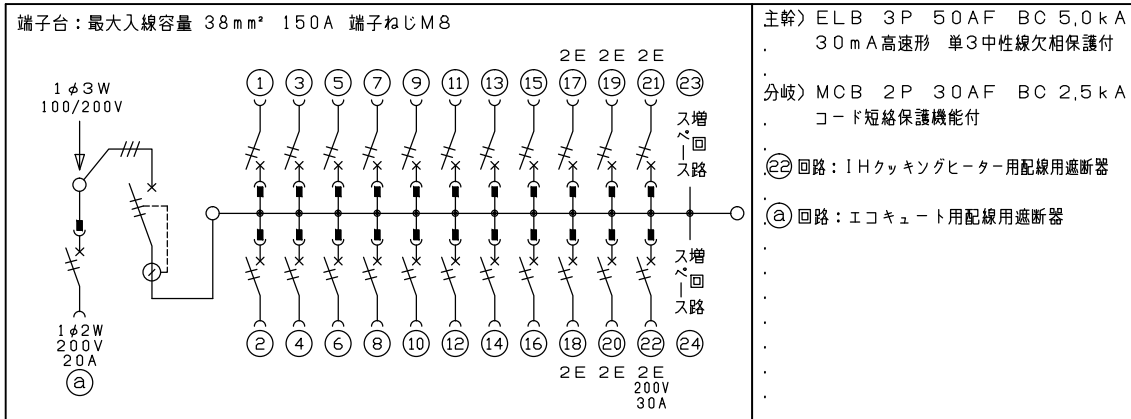 端子台：最大入線容量 38mm² 150A 端子ねじM8
1φ3W
100/200V
2E 2E 2E
① ③ ⑤ ⑦ ⑨ ⑪ ⑬ ⑮ ⑰ ⑲ ㉑ ㉓
増回路
スペース
増回路
スペース
② ④ ⑥ ⑧ ⑩ ⑫ ⑭ ⑯ ⑱ ⑳ ㉒ ㉔
2E 2E 2E
200V
30A
1φ2W
200V
20A
ⓐ
主幹）ELB 3P 50AF BC 5,0kA
. 30mA高速形 単3中性線欠相保護付
.
分岐）MCB 2P 30AF BC 2,5kA
. コード短絡保護機能付
.
.㉒回路：IHクッキングヒーター用配線用遮断器
.
.ⓐ回路：エコキュート用配線用遮断器
.
.
.
.
.
.
.